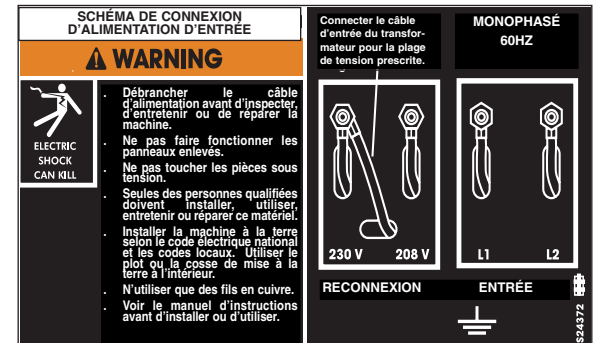 SCHÉMA DE CONNEXION
D'ALIMENTATION D'ENTRÉE
WARNING
ELECTRIC
SHOCK
CAN KILL
. Débrancher le câble
d'alimentation avant d'inspecter,
d'entretenir ou de réparer la
machine.
. Ne pas faire fonctionner les
panneaux enlevés.
. Ne pas toucher les pièces sous
tension.
. Seules des personnes qualifiées
doivent installer, utiliser,
entretenir ou réparer ce matériel.
. Installer la machine à la terre
selon le code électrique national
et les codes locaux. Utiliser le
plot ou la cosse de mise à la
terre à l'intérieur.
. N'utiliser que des fils en cuivre.
. Voir le manuel d'instructions
avant d'installer ou d'utiliser.
Connecter le câble
d'entrée du transfor-
mateur pour la plage
de tension prescrite.
230 V 208 V
RECONNEXION
MONOPHASÉ
60HZ
L1 L2
ENTRÉE
S24372